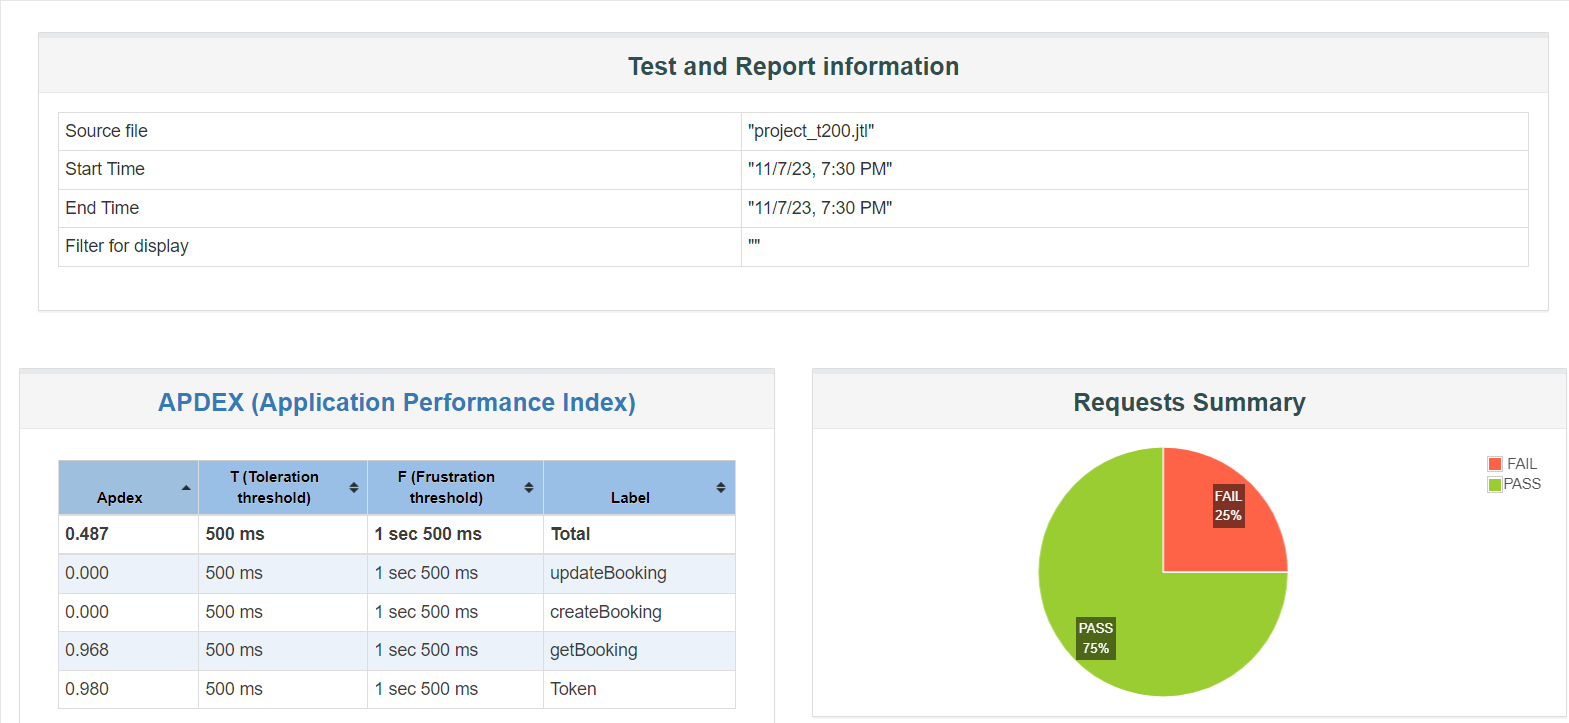 Test and Report information
Source file "project_t200.jtl"
Start Time "11/7/23, 7:30 PM"
End Time "11/7/23, 7:30 PM"
Filter for display ""
APDEX (Application Performance Index)
Apdex T (Toleration threshold) F (Frustration threshold) Label
0.487 500 ms 1 sec 500 ms Total
0.000 500 ms 1 sec 500 ms updateBooking
0.000 500 ms 1 sec 500 ms createBooking
0.968 500 ms 1 sec 500 ms getBooking
0.980 500 ms 1 sec 500 ms Token
Requests Summary
FAIL
PASS
FAIL
25%
PASS
75%